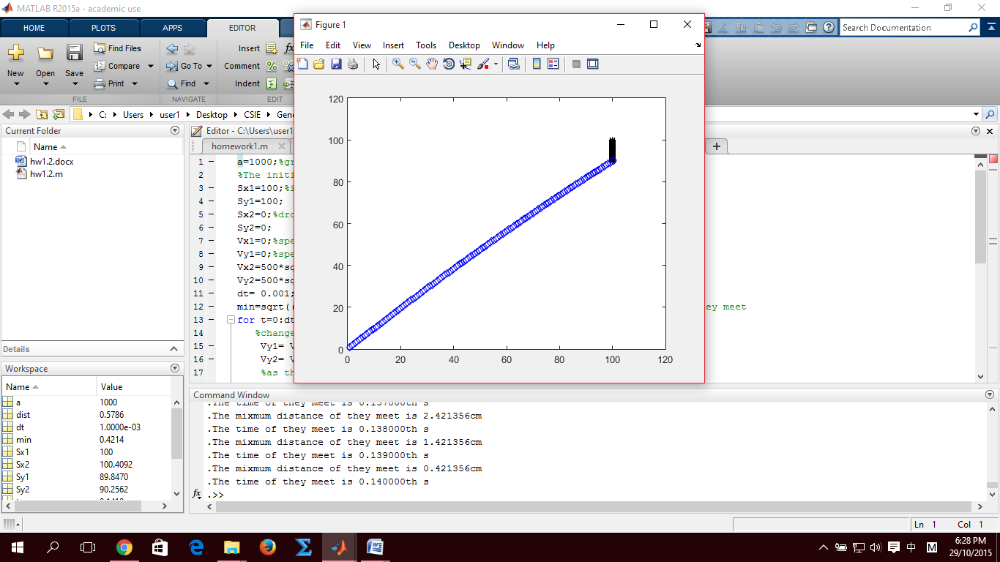 MATLAB R2015a - academic use
HOME PLOTS APPS EDITOR
Search Documentation
New Open Save Find Files
Compare
Print
Go To
Find
Insert fx
Comment
Indent
FILE NAVIGATE EDIT
C: Users user1 Desktop CSIE
Current Folder
Name
hw1.2.docx
hw1.2.m
Details
Workspace
Name Value
a 1000
dist 0.5786
dt 1.0000e-03
min 0.4214
Sx1 100
Sx2 100.4092
Sy1 89.8470
Sy2 90.2562
Editor - C:\Users\user1
homework1.m
+
1 a=1000;%
2 %The
3 Sx1=100;%
4 Sy1=100;
5 Sx2=0;%
6 Sy2=0;
7 Vx1=0;%
8 Vy1=0;%
9 Vx2=500*
10 Vy2=500*
11 dt= 0.001;
12 min=sqrt( meet
13 for t=0:
14 %change
15 Vy1=
16 Vy2=
17 %as
Figure 1
File Edit View Insert Tools Desktop Window Help
120
100
80
60
40
20
0
0 20 40 60 80 100 120
Command Window
.The time of they meet is 0.137000th s
.The mixmum distance of they meet is 2.421356cm
.The time of they meet is 0.138000th s
.The mixmum distance of they meet is 1.421356cm
.The time of they meet is 0.139000th s
.The mixmum distance of they meet is 0.421356cm
.The time of they meet is 0.140000th s
fx .>>
Ln 1 Col 1
中 M
6:28 PM
29/10/2015